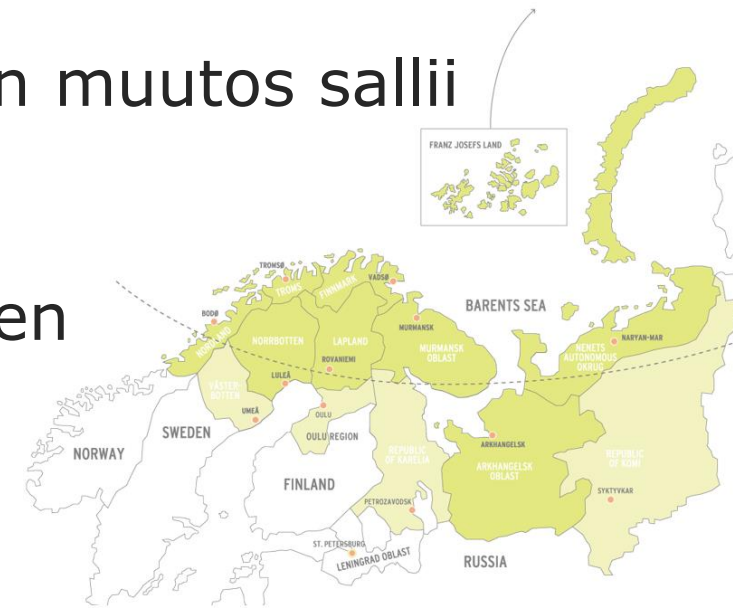 n muutos sallii
en
FRANZ JOSEFS LAND
TROMSØ
TROMS
FINNMARK
VADSØ
BARENTS SEA
BODØ
NORDLAND
MURMANSK
NORRBOTTEN
LAPLAND
MURMANSK
OBLAST
NARYAN-MAR
NENETS
AUTONOMOUS
OKRUG
ROVANIEMI
LULEÅ
VÄSTER-
BOTTEN
UMEÅ
OULU
OULU REGION
SWEDEN
NORWAY
FINLAND
REPUBLIC
OF KARELIA
ARKHANGELSK
ARKHANGELSK
OBLAST
REPUBLIC
OF KOMI
SYKTYVKAR
PETROZAVODSK
ST. PETERSBURG
LENINGRAD OBLAST
RUSSIA